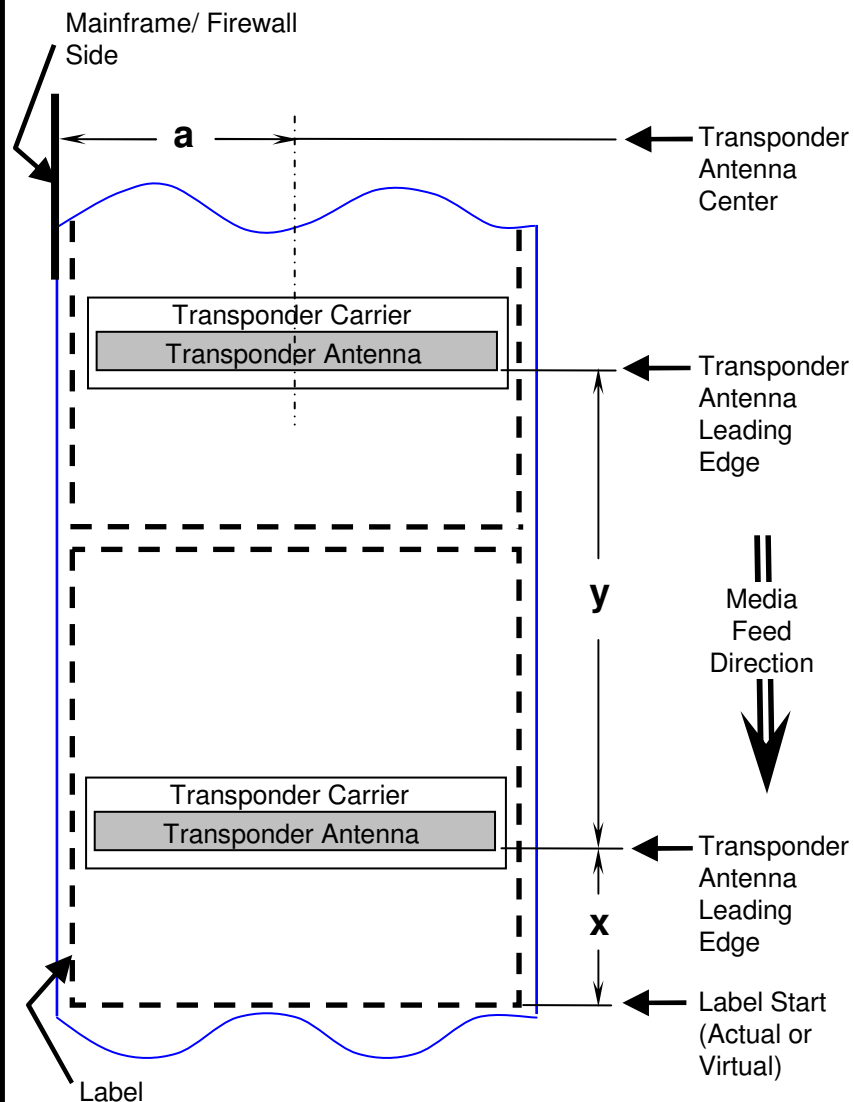 Mainframe/ Firewall
Side
a
Transponder
Antenna
Center
Transponder Carrier
Transponder Antenna
Transponder
Antenna
Leading
Edge
y
Media
Feed
Direction
Transponder Carrier
Transponder Antenna
Transponder
Antenna
Leading
Edge
x
Label Start
(Actual or
Virtual)
Label